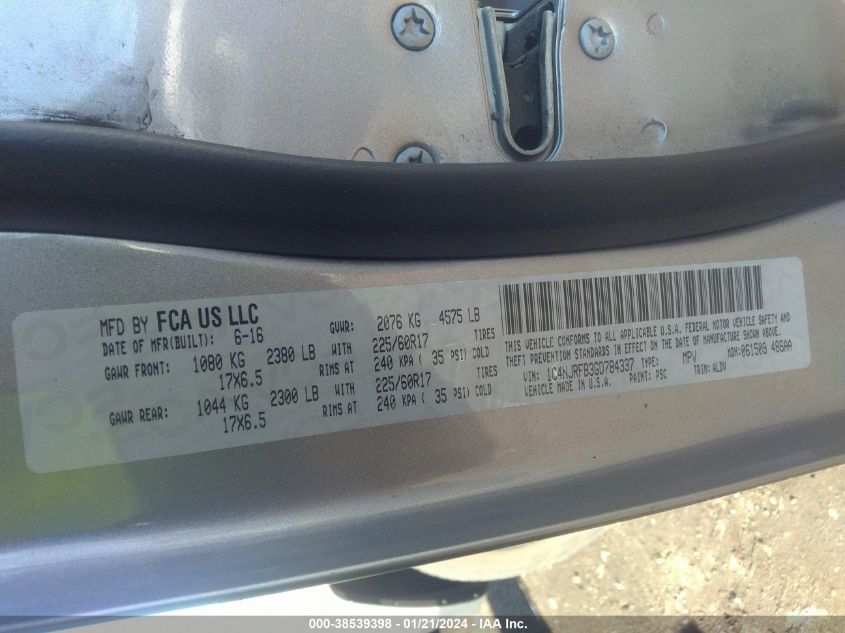 MFD BY FCA US LLC
DATE OF MFR(BUILT): 6-16 GVWR: 2076 KG 4575 LB
GAWR FRONT: 1080 KG 2380 LB WITH 225/60R17 TIRES
17X6.5 RIMS AT 240 KPA ( 35 PSI) COLD
GAWR REAR: 1044 KG 2300 LB WITH 225/60R17 TIRES
17X6.5 RIMS AT 240 KPA ( 35 PSI) COLD
THIS VEHICLE CONFORMS TO ALL APPLICABLE U.S.A. FEDERAL MOTOR VEHICLE SAFETY AND
THEFT PREVENTION STANDARDS IN EFFECT ON THE DATE OF MANUFACTURE SHOWN ABOVE.
VIN: 1C4NJRFB3GD784337 TYPE: MPV MDH: 061509 486AA
VEHICLE MADE IN U.S.A. PAINT: PSC TRIM: ALDV
000-38539398 - 01/21/2024 - IAAI.com